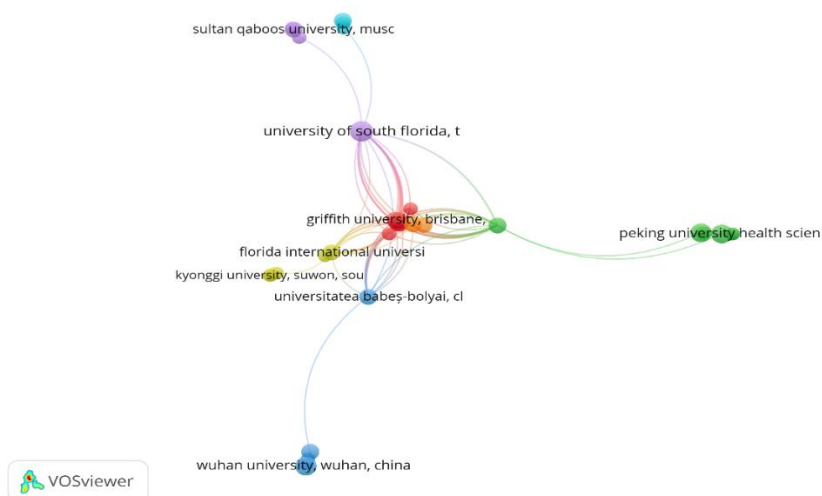 sultan qaboos university, musc
university of south florida, t
griffith university, brisbane,
peking university health scien
florida international universi
kyonggi university, suwon, sou
universitatea babeș-bolyai, cl
wuhan university, wuhan, china
VOSviewer